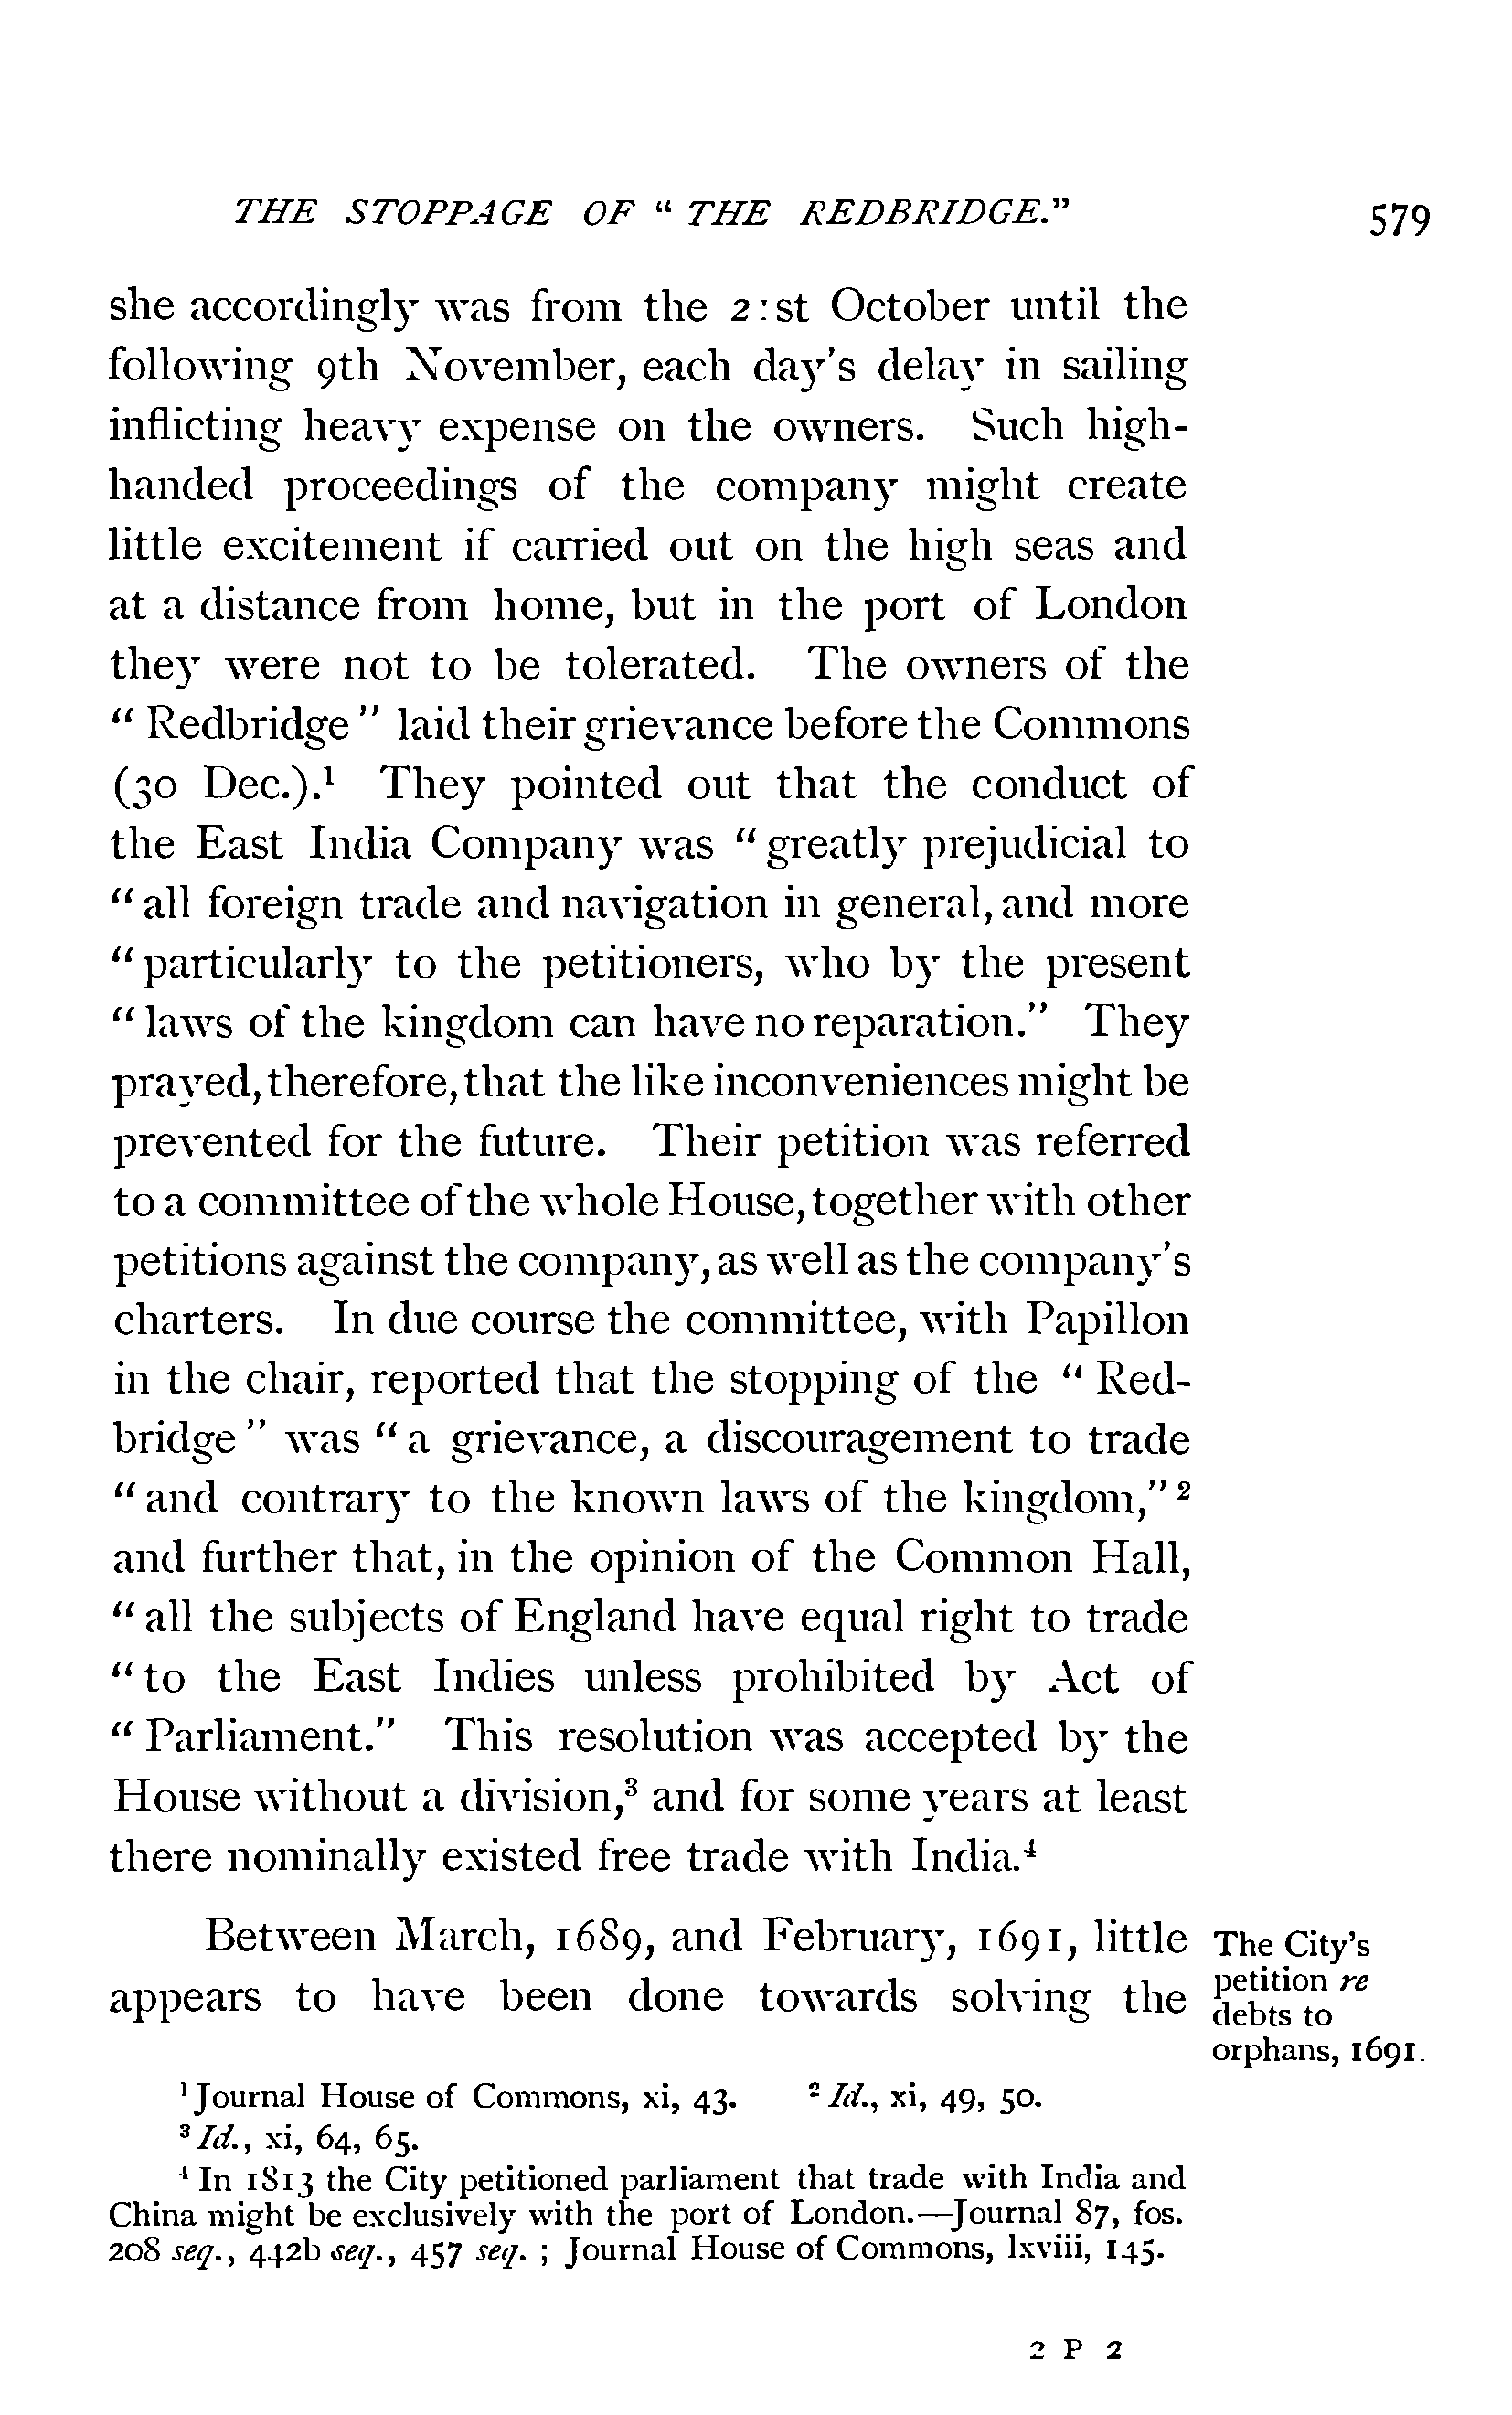 THE STOPPAGE OF " THE REDBRIDGE." 579
she accordingly was from the 2:st October until the
following 9th November, each day's delay in sailing
inflicting heavy expense on the owners. Such high-
handed proceedings of the company might create
little excitement if carried out on the high seas and
at a distance from home, but in the port of London
they were not to be tolerated. The owners of the
" Redbridge " laid their grievance before the Commons
(30 Dec.).¹ They pointed out that the conduct of
the East India Company was " greatly prejudicial to
" all foreign trade and navigation in general, and more
" particularly to the petitioners, who by the present
" laws of the kingdom can have no reparation." They
prayed, therefore, that the like inconveniences might be
prevented for the future. Their petition was referred
to a committee of the whole House, together with other
petitions against the company, as well as the company's
charters. In due course the committee, with Papillon
in the chair, reported that the stopping of the " Red-
bridge " was " a grievance, a discouragement to trade
" and contrary to the known laws of the kingdom," ²
and further that, in the opinion of the Common Hall,
" all the subjects of England have equal right to trade
" to the East Indies unless prohibited by Act of
" Parliament." This resolution was accepted by the
House without a division,³ and for some years at least
there nominally existed free trade with India.⁴
Between March, 1689, and February, 1691, little
appears to have been done towards solving the
The City's
petition re
debts to
orphans, 1691.
¹ Journal House of Commons, xi, 43. ² Id., xi, 49, 50.
³ Id., xi, 64, 65.
⁴ In 1813 the City petitioned parliament that trade with India and
China might be exclusively with the port of London.—Journal 87, fos.
208 seq., 442b seq., 457 seq. ; Journal House of Commons, lxviii, 145.
2 P 2